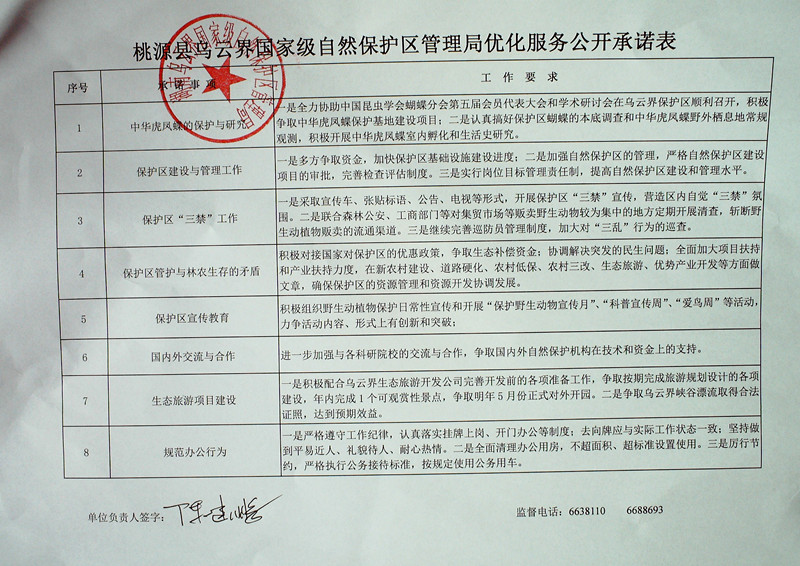 桃源县乌云界国家级自然保护区管理局优化服务公开承诺表
序号 承诺事项 工作要求
1 中华虎凤蝶的保护与研究
一是全力协助中国昆虫学会蝴蝶分会第五届会员代表大会和学术研讨会在乌云界保护区顺利召开，积极
争取中华虎凤蝶保护基地建设项目；二是认真搞好保护区蝴蝶的本底调查和中华虎凤蝶野外栖息地常规
观测，积极开展中华虎凤蝶室内孵化和生活史研究。
2 保护区建设与管理工作
一是多方争取资金，加快保护区基础设施建设进度；二是加强自然保护区的管理，严格自然保护区建设
项目的审批，完善检查评估制度。三是实行岗位目标管理责任制，提高自然保护区建设和管理水平。
3 保护区“三禁”工作
一是采取宣传车、张贴标语、公告、电视等形式，开展保护区“三禁”宣传，营造区内自觉“三禁”氛
围。二是联合森林公安、工商部门等对集贸市场等贩卖野生动物较为集中的地方定期开展清查，斩断野
生动植物贩卖的流通渠道。三是继续完善巡防员管理制度，加大对“三乱”行为的巡查。
4 保护区管护与林农生存的矛盾
积极对接国家对保护区的优惠政策，争取生态补偿资金；协调解决突发的民生问题；全面加大项目扶持
和产业扶持力度，在新农村建设、道路硬化、农村低保、农村三改、生态旅游、优势产业开发等方面做
文章，确保保护区的资源管理和资源开发协调发展。
5 保护区宣传教育
积极组织野生动植物保护日常性宣传和开展“保护野生动物宣传月”、“科普宣传周”、“爱鸟周”等活动，
力争活动内容、形式上有创新和突破；
6 国内外交流与合作
进一步加强与各科研院校的交流与合作，争取国内外自然保护机构在技术和资金上的支持。
7 生态旅游项目建设
一是积极配合乌云界生态旅游开发公司完善开发前的各项准备工作，争取按期完成旅游规划设计的各项
建设，年内完成1个可观赏性景点，争取明年5月份正式对外开园。二是争取乌云界峡谷漂流取得合法
证照，达到预期效益。
8 规范办公行为
一是严格遵守工作纪律，认真落实挂牌上岗、开门办公等制度；去向牌应与实际工作状态一致；坚持做
到平易近人、礼貌待人、耐心热情。二是全面清理办公用房，不超面积、超标准设置使用。三是厉行节
约，严格执行公务接待标准，按规定使用公务用车。
单位负责人签字：
监督电话：6638110 6688693